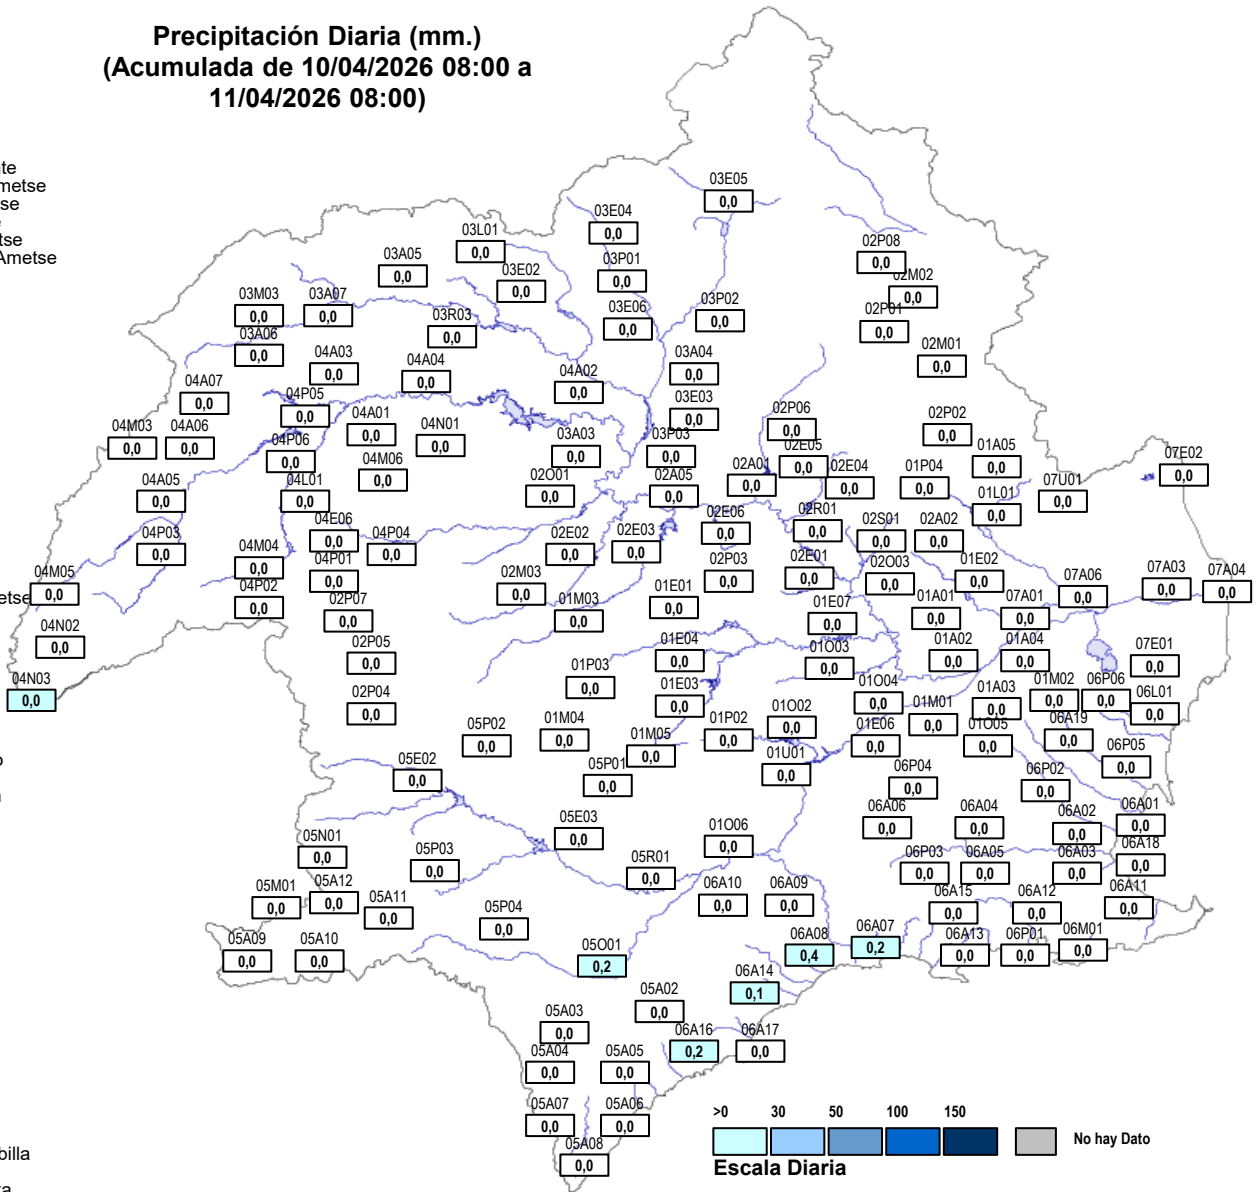 Precipitación Diaria (mm.)
(Acumulada de 10/04/2026 08:00 a
11/04/2026 08:00)
03E05
0,0
03E04
0,0
03L01
0,0
03A05
0,0
03E02
0,0
03P01
0,0
02P08
0,0
02M02
0,0
03M03
0,0
03A07
0,0
03R03
0,0
03E06
0,0
03P02
0,0
02P01
0,0
03A06
0,0
04A03
0,0
04A04
0,0
04A02
0,0
03A04
0,0
02M01
0,0
04A07
0,0
04P05
0,0
03E03
0,0
04M03
0,0
04A06
0,0
04A01
0,0
04N01
0,0
03A03
0,0
03P03
0,0
02P06
0,0
02P02
0,0
04P06
0,0
04M06
0,0
02E05
0,0
01A05
0,0
07E02
0,0
04A05
0,0
04L01
0,0
02O01
0,0
02A05
0,0
02A01
0,0
02E04
0,0
01P04
0,0
01L01
0,0
07U01
0,0
04P03
0,0
04E06
0,0
04P04
0,0
02E02
0,0
02E03
0,0
02E06
0,0
02R01
0,0
02S01
0,0
02A02
0,0
04M05
0,0
04M04
0,0
04P01
0,0
02M03
0,0
02P03
0,0
02E01
0,0
02O03
0,0
01E02
0,0
07A06
0,0
07A03
0,0
07A04
0,0
04P02
0,0
02P07
0,0
01M03
0,0
01E01
0,0
01E07
0,0
01A01
0,0
07A01
0,0
04N02
0,0
02P05
0,0
01E04
0,0
01O03
0,0
01A02
0,0
01A04
0,0
07E01
0,0
04N03
0,0
02P04
0,0
01P03
0,0
01E03
0,0
01O04
0,0
01A03
0,0
01M02
0,0
06P06
0,0
06L01
0,0
05P02
0,0
01M04
0,0
01M05
0,0
01P02
0,0
01O02
0,0
01E06
0,0
01M01
0,0
01O05
0,0
06A19
0,0
06P05
0,0
05E02
0,0
05P01
0,0
01U01
0,0
06P04
0,0
06P02
0,0
05E03
0,0
01O06
0,0
06A06
0,0
06A04
0,0
06A02
0,0
06A01
0,0
05N01
0,0
05P03
0,0
05R01
0,0
06P03
0,0
06A05
0,0
06A03
0,0
06A18
0,0
05M01
0,0
05A12
0,0
05A11
0,0
06A10
0,0
06A09
0,0
06A15
0,0
06A12
0,0
06A11
0,0
05A09
0,0
05A10
0,0
05P04
0,0
05O01
0,2
06A08
0,4
06A07
0,2
06A13
0,0
06P01
0,0
06M01
0,0
06A14
0,1
05A02
0,0
05A03
0,0
06A16
0,2
06A17
0,0
05A04
0,0
05A05
0,0
05A07
0,0
05A06
0,0
05A08
0,0
>0 30 50 100 150
No hay Dato
Escala Diaria